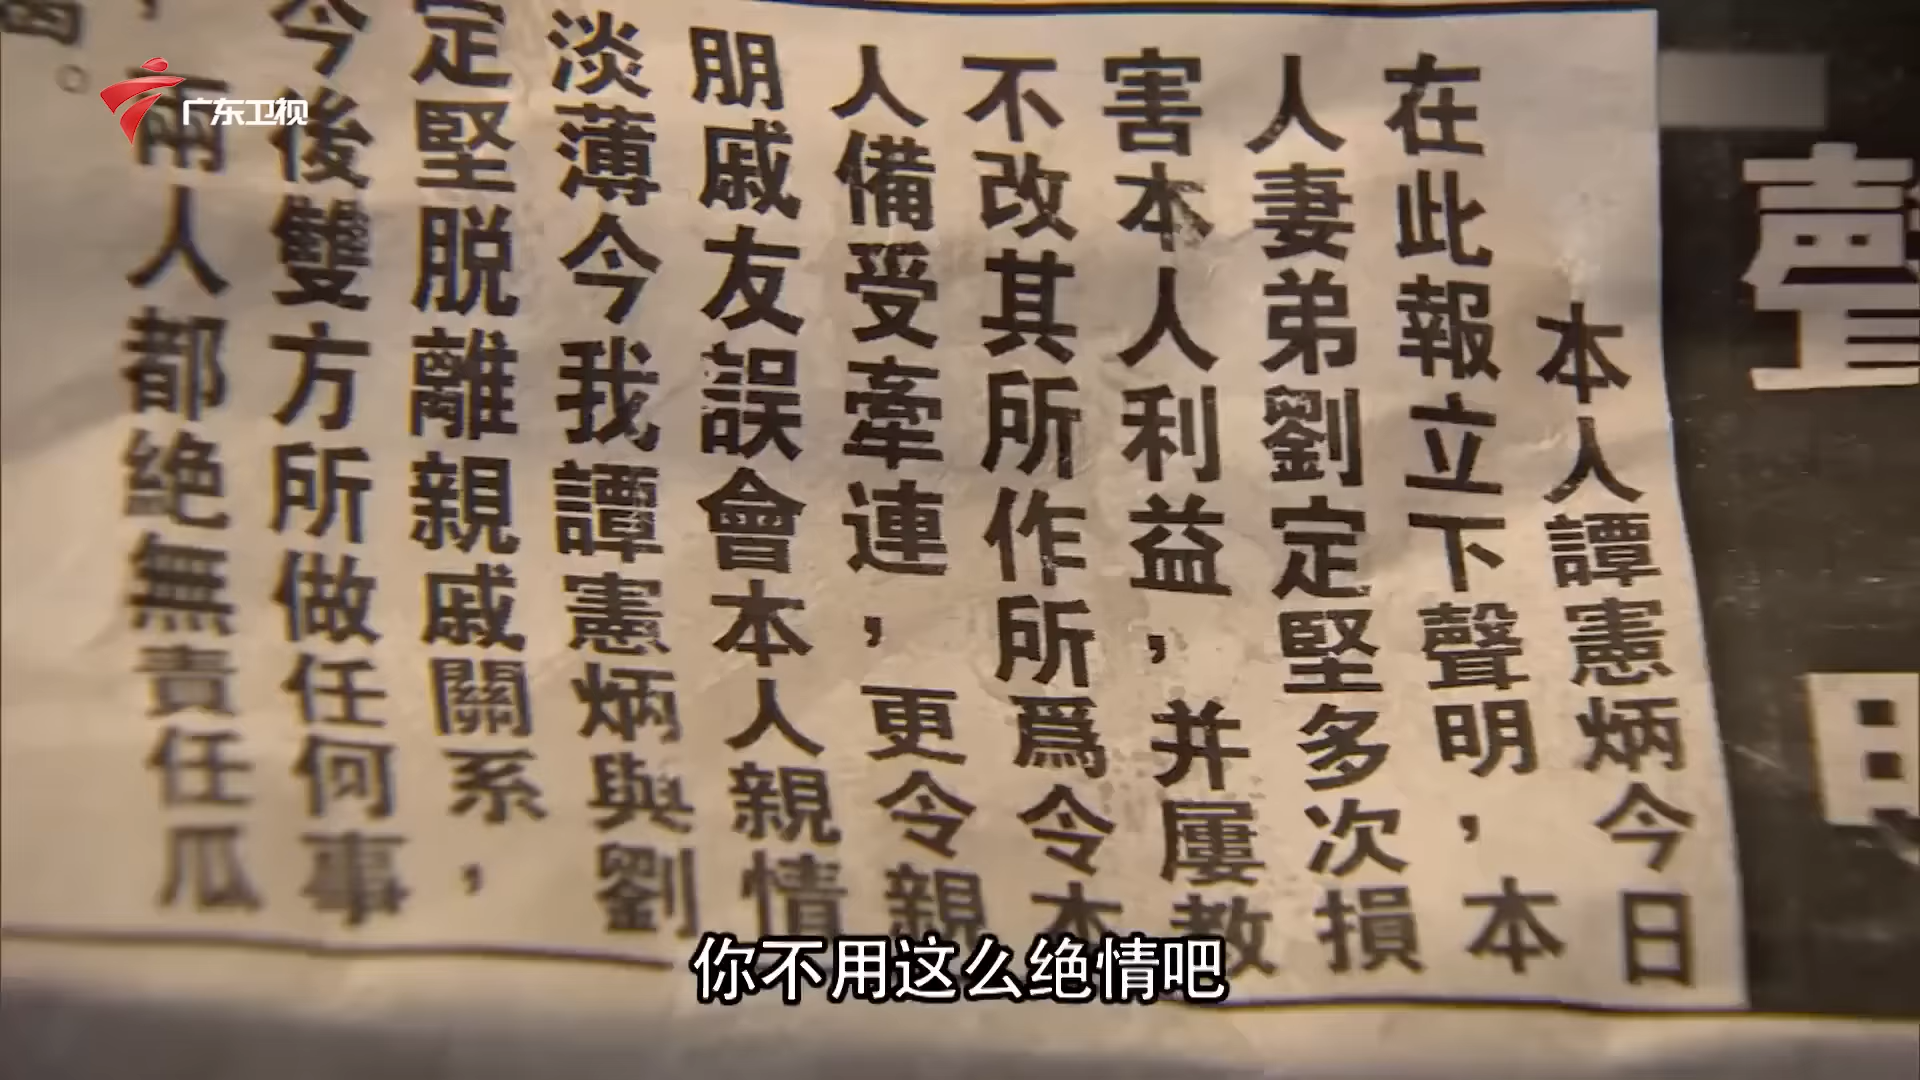 广东卫视
聲明
本人譚憲炳今日
在此報立下聲明，本
人妻弟劉定堅多次損
害本人利益，并屢教
不改其所作所爲令本
人備受牽連，更令親
朋戚友誤會本人親情
淡薄今我譚憲炳與劉
定堅脱離親戚關系，
今後雙方所做任何事
，兩人都絶無責任瓜
葛。
你不用这么绝情吧